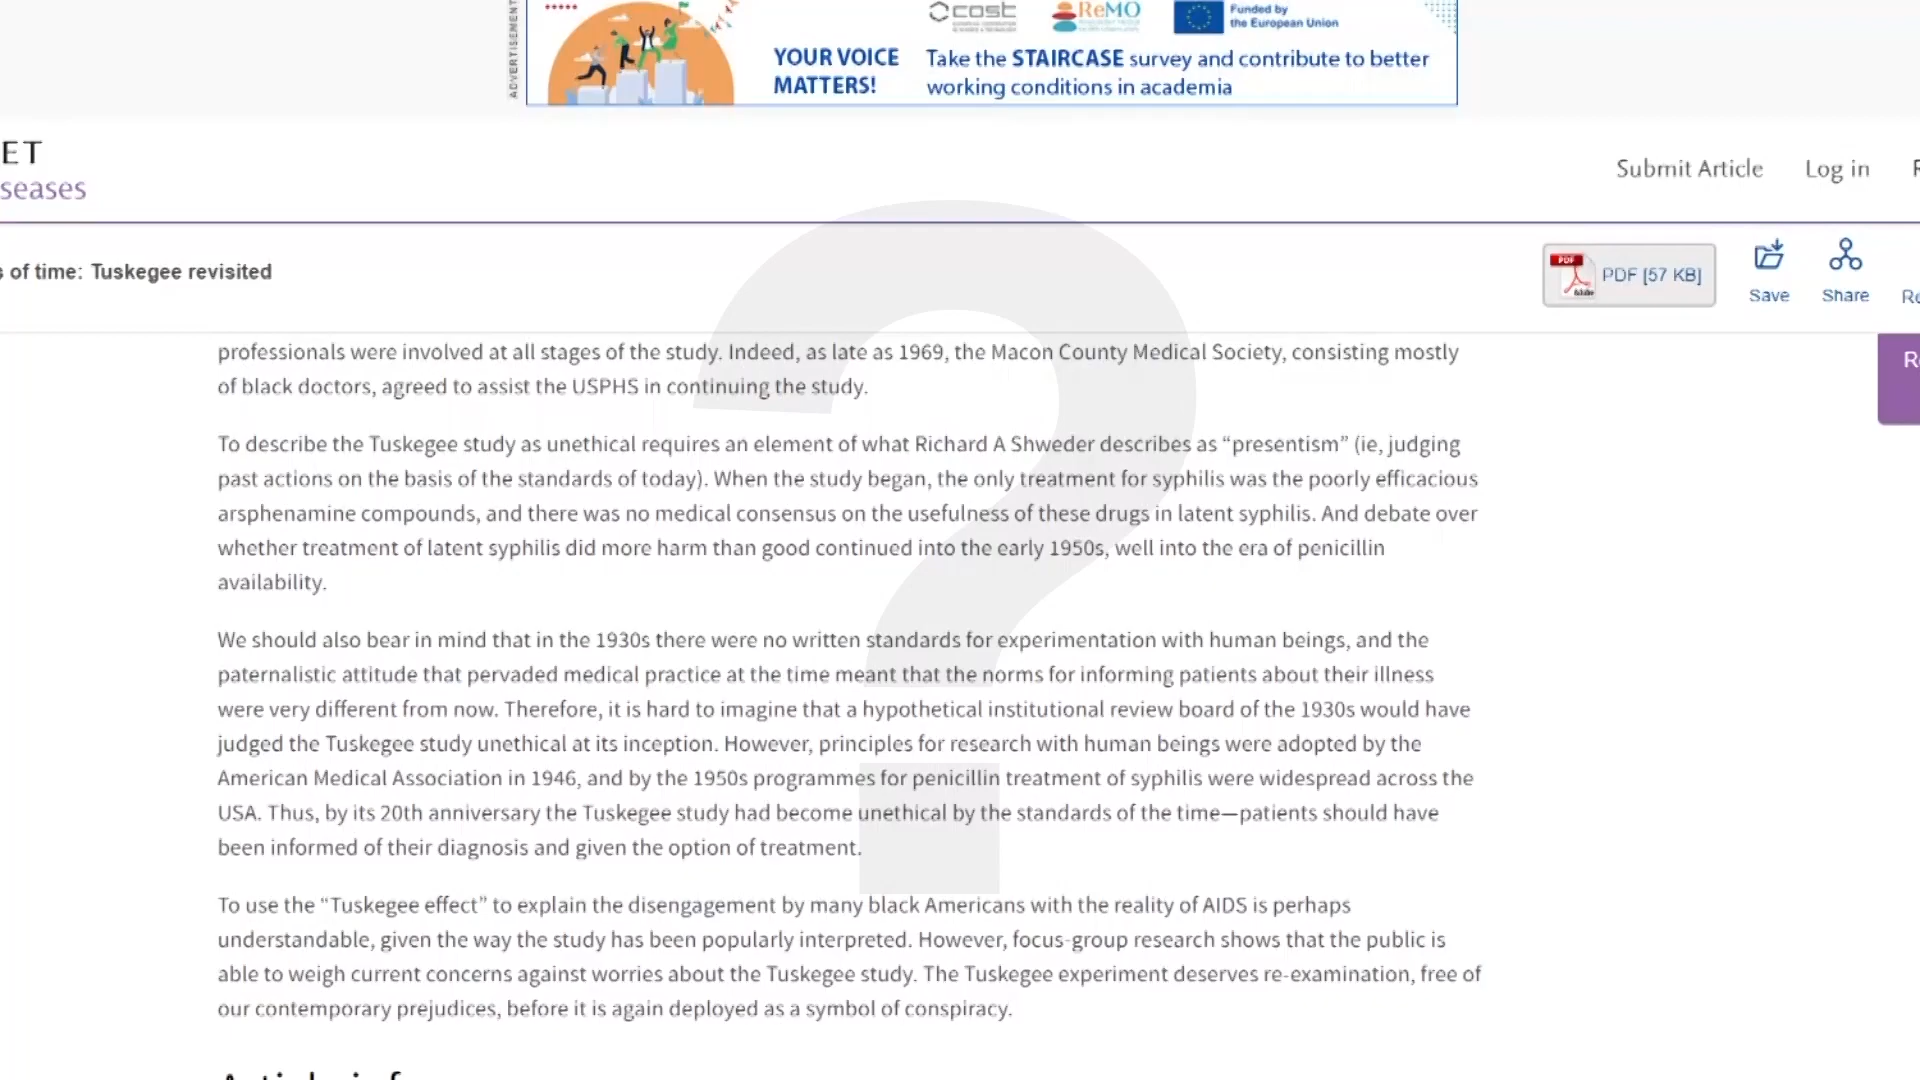 ADVERTISEMENT
cost
ReMO
Funded by
the European Union
YOUR VOICE
MATTERS!
Take the STAIRCASE survey and contribute to better
working conditions in academia
ET
seases
Submit Article
Log in
s of time: Tuskegee revisited
PDF
Adobe
PDF [57 KB]
Save
Share
professionals were involved at all stages of the study. Indeed, as late as 1969, the Macon County Medical Society, consisting mostly
of black doctors, agreed to assist the USPHS in continuing the study.
To describe the Tuskegee study as unethical requires an element of what Richard A Shweder describes as “presentism” (ie, judging
past actions on the basis of the standards of today). When the study began, the only treatment for syphilis was the poorly efficacious
arsphenamine compounds, and there was no medical consensus on the usefulness of these drugs in latent syphilis. And debate over
whether treatment of latent syphilis did more harm than good continued into the early 1950s, well into the era of penicillin
availability.
We should also bear in mind that in the 1930s there were no written standards for experimentation with human beings, and the
paternalistic attitude that pervaded medical practice at the time meant that the norms for informing patients about their illness
were very different from now. Therefore, it is hard to imagine that a hypothetical institutional review board of the 1930s would have
judged the Tuskegee study unethical at its inception. However, principles for research with human beings were adopted by the
American Medical Association in 1946, and by the 1950s programmes for penicillin treatment of syphilis were widespread across the
USA. Thus, by its 20th anniversary the Tuskegee study had become unethical by the standards of the time—patients should have
been informed of their diagnosis and given the option of treatment.
To use the “Tuskegee effect” to explain the disengagement by many black Americans with the reality of AIDS is perhaps
understandable, given the way the study has been popularly interpreted. However, focus-group research shows that the public is
able to weigh current concerns against worries about the Tuskegee study. The Tuskegee experiment deserves re-examination, free of
our contemporary prejudices, before it is again deployed as a symbol of conspiracy.
?